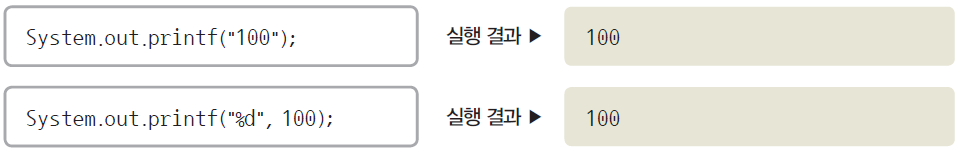 System.out.printf("100"); 실행 결과 ▶ 100
System.out.printf("%d", 100); 실행 결과 ▶ 100